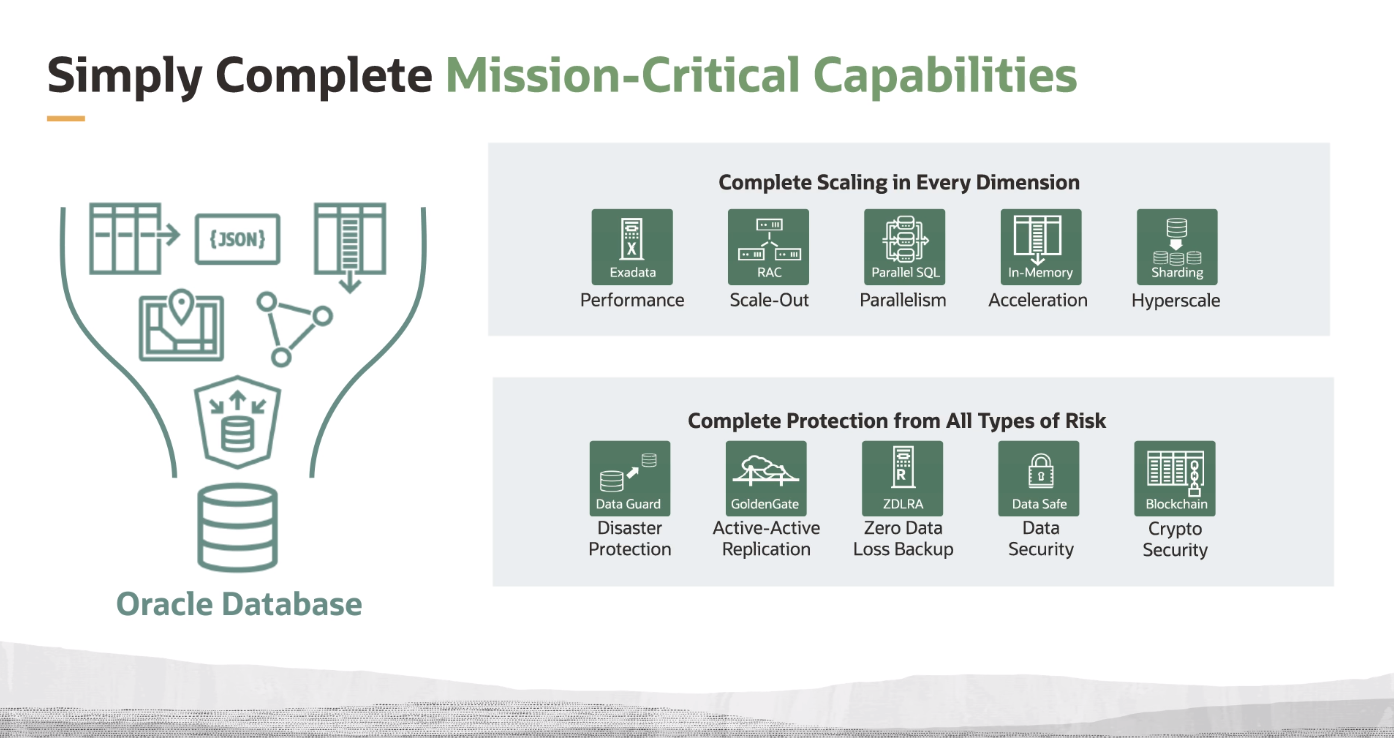 Simply Complete Mission-Critical Capabilities
{JSON}
Oracle Database
Complete Scaling in Every Dimension
Exadata
RAC
Parallel SQL
In-Memory
Sharding
X
Performance
Scale-Out
Parallelism
Acceleration
Hyperscale
Complete Protection from All Types of Risk
R
Data Guard
GoldenGate
ZDLRA
Data Safe
Blockchain
Disaster
Protection
Active-Active
Replication
Zero Data
Loss Backup
Data
Security
Crypto
Security